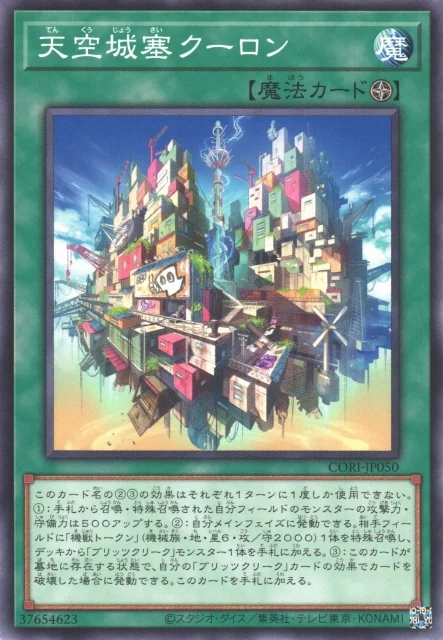 天空城塞クーロン
魔
【魔法カード】
CORI-JP050
このカード名の②③の効果はそれぞれ1ターンに1度しか使用できない。
①：手札から召喚・特殊召喚された自分フィールドのモンスターの攻撃力・
守備力は500アップする。②：自分メインフェイズに発動できる。相手フィー
ルドに「機獣トークン」（機械族・地・星6・攻／守2000）1体を特殊召喚し、
デッキから「ブリッツクリーク」モンスター1体を手札に加える。③：このカードが
墓地に存在する状態で、自分の「ブリッツクリーク」カードの効果でカードを
破壊した場合に発動できる。このカードを手札に加える。
37654623
©スタジオ・ダイス／集英社・テレビ東京・KONAMI